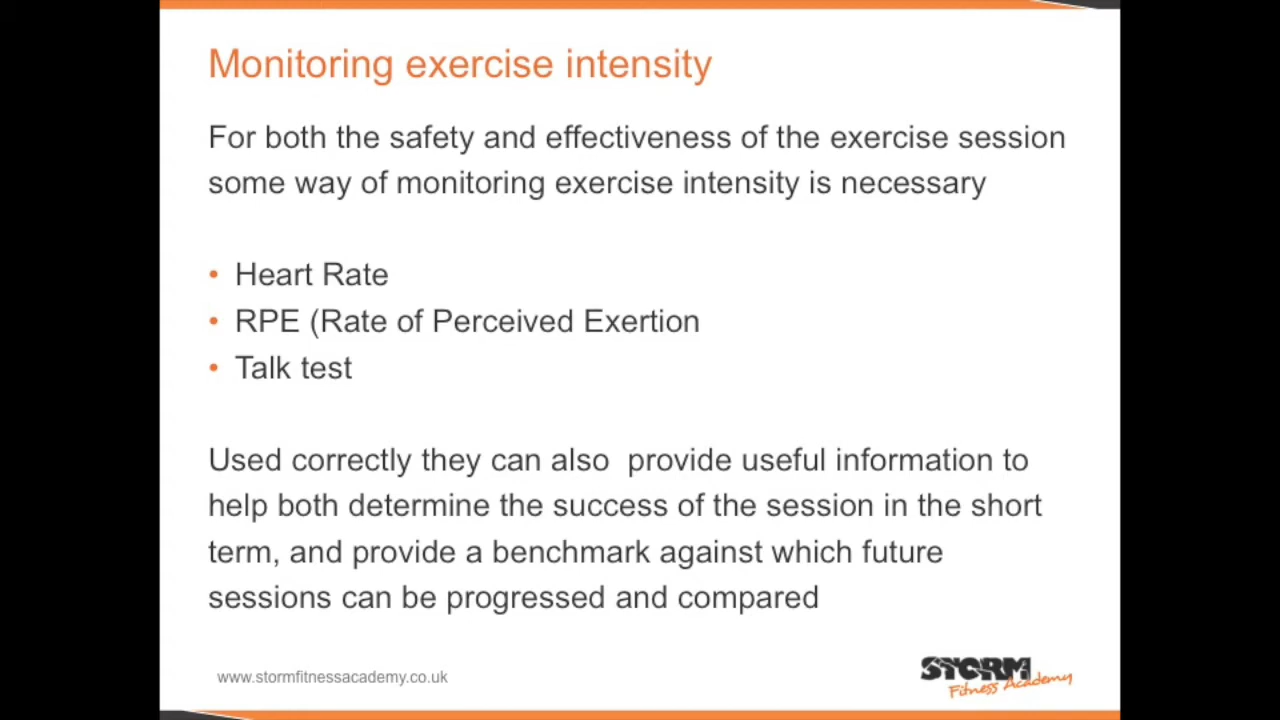 Monitoring exercise intensity
For both the safety and effectiveness of the exercise session
some way of monitoring exercise intensity is necessary
• Heart Rate
• RPE (Rate of Perceived Exertion
• Talk test
Used correctly they can also  provide useful information to
help both determine the success of the session in the short
term, and provide a benchmark against which future
sessions can be progressed and compared
www.stormfitnessacademy.co.uk
STORM
Fitness Academy